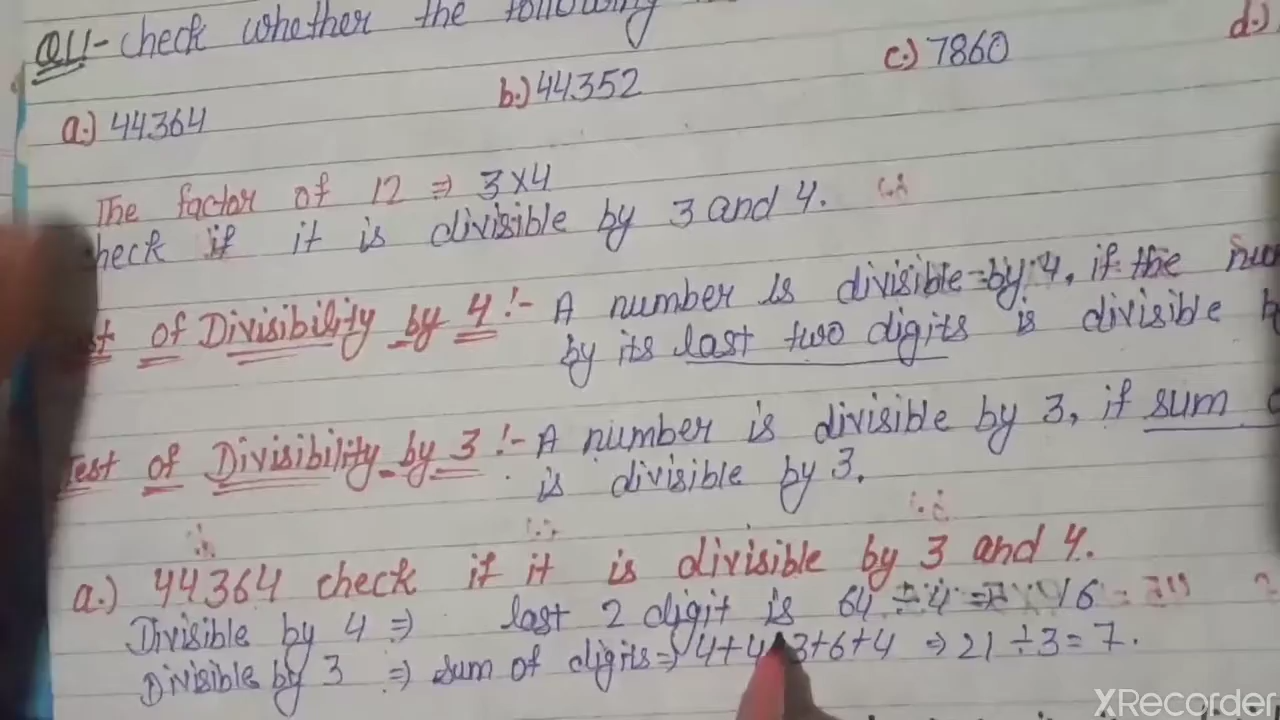 Q1!- check whether the following
a.) 44364 b.) 44352 c.) 7860 d.)
The factor of 12 ⇒ 3×4
heck if it is divisible by 3 and 4.
st of Divisibility by 4 !- A number is divisible by 4, if the
by its last two digits is divisible
Test of Divisibility by 3 !- A number is divisible by 3, if sum
is divisible by 3.
a.) 44364 check if it is divisible by 3 and 4.
Divisible by 4 ⇒ last 2 digit is 64 ÷ 4 = 16
Divisible by 3 ⇒ sum of digits ⇒ 4+4 3+6+4 ⇒ 21 ÷ 3 = 7.
XRecorder